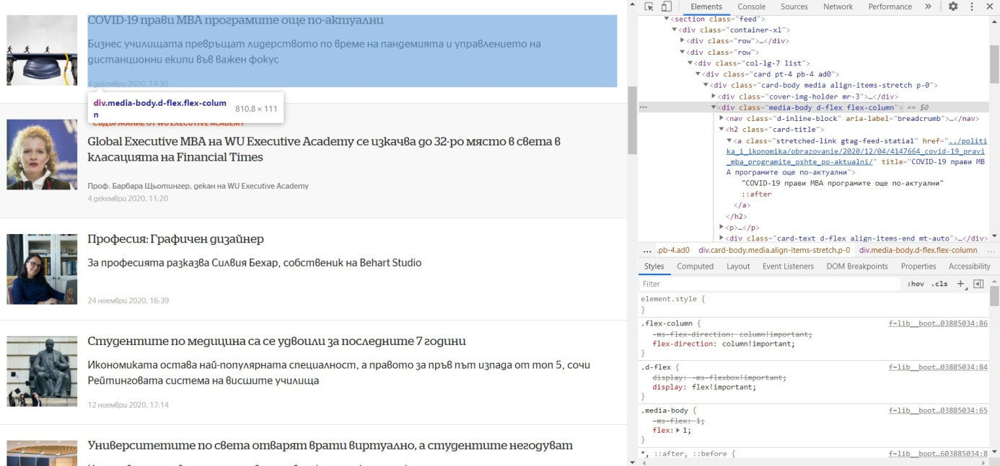 COVID-19 прави MBA програмите още по-актуални
Бизнес училищата превръщат лидерството по време на пандемията и управлението на
дистанционни екипи във важен фокус
4 декември 2020, 14:30
div.media-body.d-flex.flex-colum
n
810.8 × 111
СЪДЪРЖАНИЕ ОТ WU EXECUTIVE ACADEMY
Global Executive MBA на WU Executive Academy се изкачва до 32-ро място в света в
класацията на Financial Times
Проф. Барбара Щьотингер, декан на WU Executive Academy
4 декември 2020, 11:20
Професия: Графичен дизайнер
За професията разказва Силвия Бехар, собственик на Behart Studio
24 ноември 2020, 16:39
Студентите по медицина са се удвоили за последните 7 години
Икономиката остава най-популярната специалност, а правото за пръв път изпада от топ 5, сочи
Рейтинговата система на висшите училища
12 ноември 2020, 17:14
Университетите по света отварят врати виртуално, а студентите негодуват
Elements Console Sources Network Performance »
<section class="feed">
<div class="container-xl">
<div class="row">…</div>
<div class="row">
<div class="col-lg-7 list">
<div class="card pt-4 pb-4 ad0">
<div class="card-body media align-items-stretch p-0">
<div class="cover-img-holder mr-3">…</div>
… <div class="media-body d-flex flex-column"> == $0
<nav class="d-inline-block" aria-label="breadcrumb">…</nav>
<h2 class="card-title">
<a class="stretched-link gtag-feed-statia1" href="../politi
ka_i_ikonomika/obrazovanie/2020/12/04/4147664_covid-19_pravi
_mba_programite_oshte_po-aktualni/" title="COVID-19 прави MB
A програмите още по-актуални">
"COVID-19 прави MBA програмите още по-актуални"
::after
</a>
</h2>
<p>…</p>
<div class="card-text d-flex align-items-end mt-auto">…</div>
… .pb-4.ad0 div.card-body.media.align-items-stretch.p-0 div.media-body.d-flex.flex-column …
Styles Computed Layout Event Listeners DOM Breakpoints Properties Accessibility
Filter :hov .cls +
element.style {
}
.flex-column { f=lib__boot…03885034:86
-ms-flex-direction: column!important;
flex-direction: column!important;
}
.d-flex { f=lib__boot…03885034:84
display: -ms-flexbox!important;
display: flex!important;
}
.media-body { f=lib__boot…03885034:65
-ms-flex: 1;
flex: 1;
}
*, ::after, ::before { f=lib__boot…603885034:8